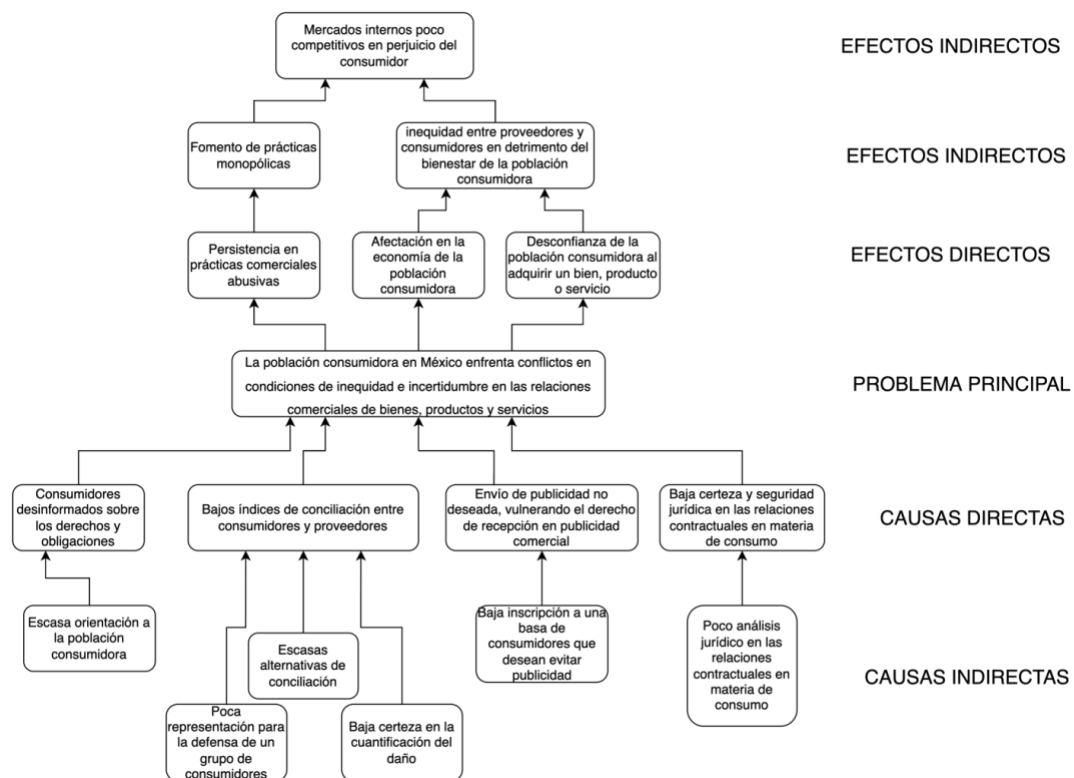 Mercados internos poco
competitivos en perjuicio del
consumidor
EFECTOS INDIRECTOS
Fomento de prácticas
monopólicas
inequidad entre proveedores y
consumidores en detrimento del
bienestar de la población
consumidora
EFECTOS INDIRECTOS
Persistencia en
prácticas comerciales
abusivas
Afectación en la
economía de la
población
consumidora
Desconfianza de la
población consumidora al
adquirir un bien, producto
o servicio
EFECTOS DIRECTOS
La población consumidora en México enfrenta conflictos en
condiciones de inequidad e incertidumbre en las relaciones
comerciales de bienes, productos y servicios
PROBLEMA PRINCIPAL
Consumidores
desinformados sobre
los derechos y
obligaciones
Bajos índices de conciliación entre
consumidores y proveedores
Envío de publicidad no
deseada, vulnerando el derecho
de recepción en publicidad
comercial
Baja certeza y seguridad
jurídica en las relaciones
contractuales en materia
de consumo
CAUSAS DIRECTAS
Escasa orientación a
la población
consumidora
Escasas
alternativas de
conciliación
Baja inscripción a una
base de
consumidores que
desean evitar
publicidad
Poco análisis
jurídico en las
relaciones
contractuales en
materia de
consumo
CAUSAS INDIRECTAS
Poca
representación para
la defensa de un
grupo de
consumidores
Baja certeza en la
cuantificación del
daño